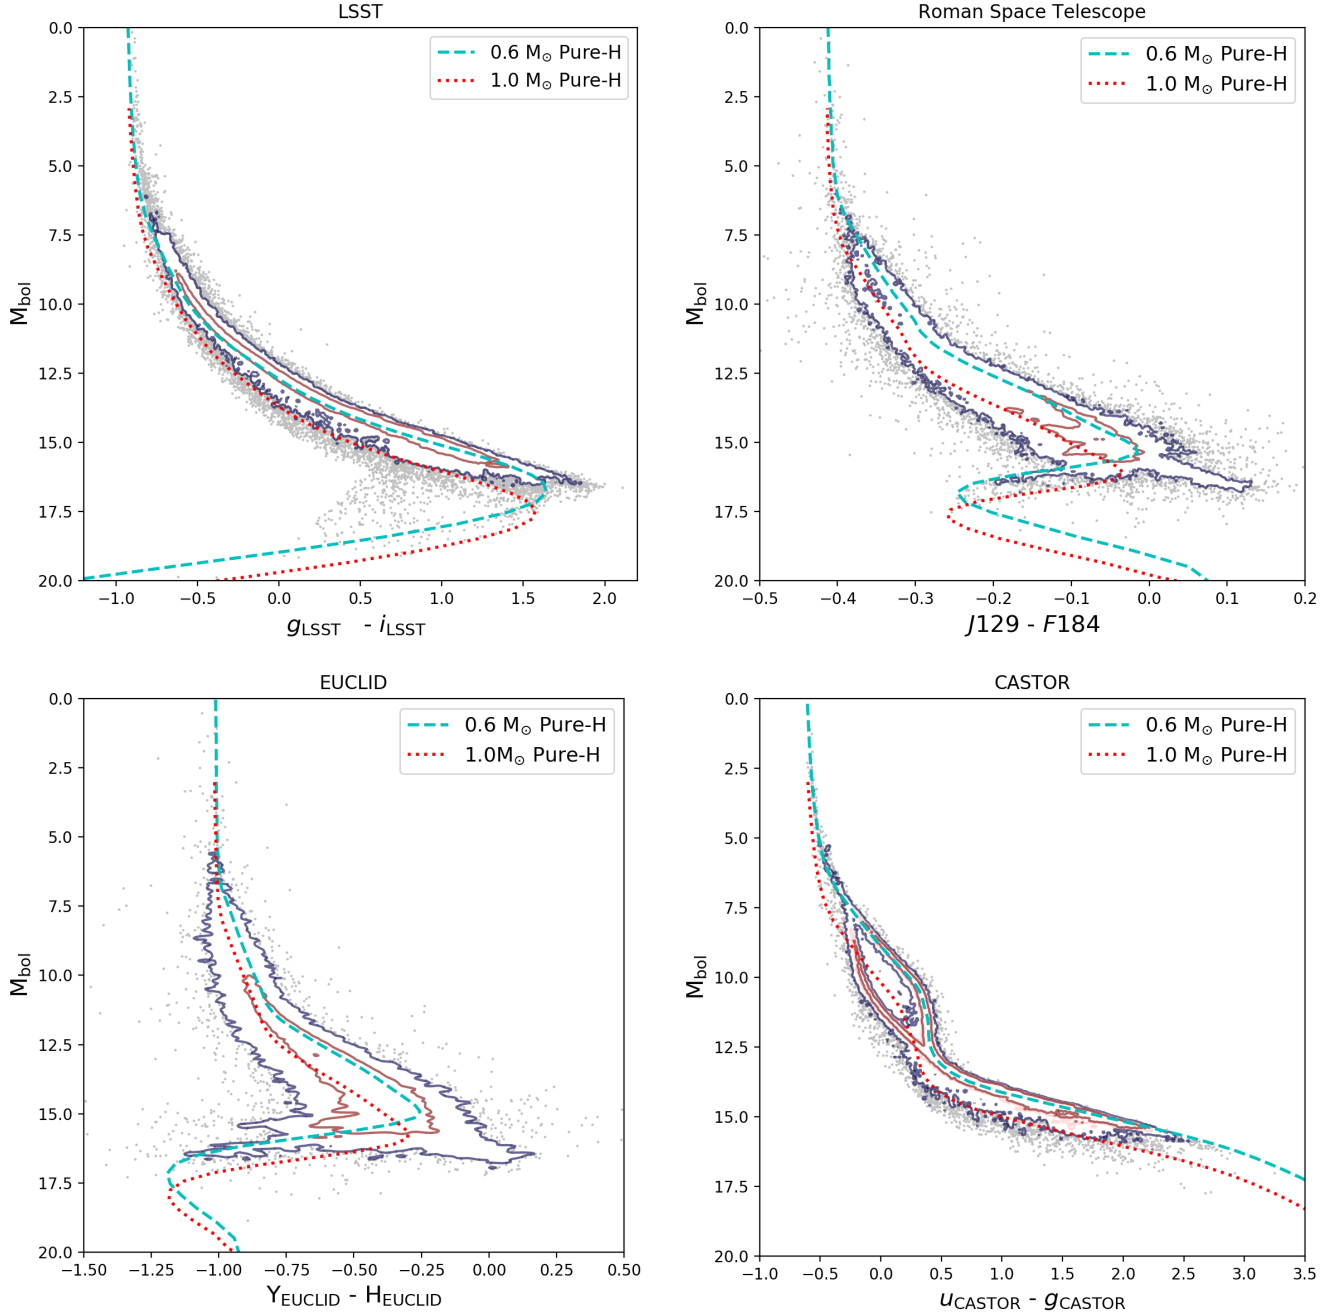 LSST
0.6 M⊙ Pure-H
1.0 M⊙ Pure-H
0.0
2.5
5.0
7.5
10.0
12.5
15.0
17.5
20.0
Mbol
−1.0 −0.5 0.0 0.5 1.0 1.5 2.0
gLSST - iLSST
Roman Space Telescope
0.6 M⊙ Pure-H
1.0 M⊙ Pure-H
0.0
2.5
5.0
7.5
10.0
12.5
15.0
17.5
20.0
Mbol
−0.5 −0.4 −0.3 −0.2 −0.1 0.0 0.1 0.2
J129 - F184
EUCLID
0.6 M⊙ Pure-H
1.0M⊙ Pure-H
0.0
2.5
5.0
7.5
10.0
12.5
15.0
17.5
20.0
Mbol
−1.50 −1.25 −1.00 −0.75 −0.50 −0.25 0.00 0.25 0.50
YEUCLID - HEUCLID
CASTOR
0.6 M⊙ Pure-H
1.0 M⊙ Pure-H
0.0
2.5
5.0
7.5
10.0
12.5
15.0
17.5
20.0
Mbol
−1.0 −0.5 0.0 0.5 1.0 1.5 2.0 2.5 3.0 3.5
uCASTOR - gCASTOR